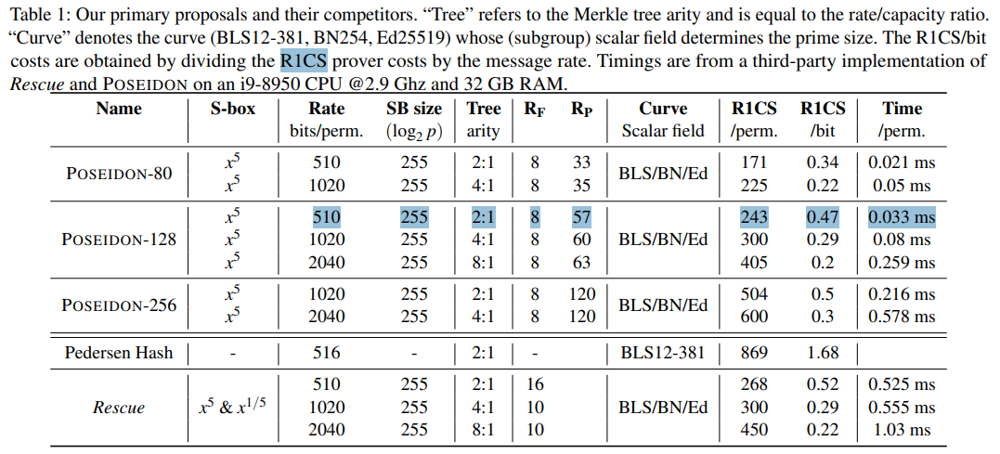 Table 1: Our primary proposals and their competitors. “Tree” refers to the Merkle tree arity and is equal to the rate/capacity ratio.
“Curve” denotes the curve (BLS12-381, BN254, Ed25519) whose (subgroup) scalar field determines the prime size. The R1CS/bit
costs are obtained by dividing the R1CS prover costs by the message rate. Timings are from a third-party implementation of
Rescue and POSEIDON on an i9-8950 CPU @2.9 Ghz and 32 GB RAM.
Name S-box Rate SB size Tree RF RP Curve R1CS R1CS Time
bits/perm. (log2 p) arity Scalar field /perm. /bit /perm.
x5 510 255 2:1 8 33 171 0.34 0.021 ms
POSEIDON-80 BLS/BN/Ed
x5 1020 255 4:1 8 35 225 0.22 0.05 ms
x5 510 255 2:1 8 57 243 0.47 0.033 ms
POSEIDON-128 x5 1020 255 4:1 8 60 BLS/BN/Ed 300 0.29 0.08 ms
x5 2040 255 8:1 8 63 405 0.2 0.259 ms
x5 1020 255 2:1 8 120 504 0.5 0.216 ms
POSEIDON-256 BLS/BN/Ed
x5 2040 255 4:1 8 120 600 0.3 0.578 ms
Pedersen Hash - 516 - 2:1 - BLS12-381 869 1.68
510 255 2:1 16 268 0.52 0.525 ms
Rescue x5 & x1/5 1020 255 4:1 10 BLS/BN/Ed 300 0.29 0.555 ms
2040 255 8:1 10 450 0.22 1.03 ms